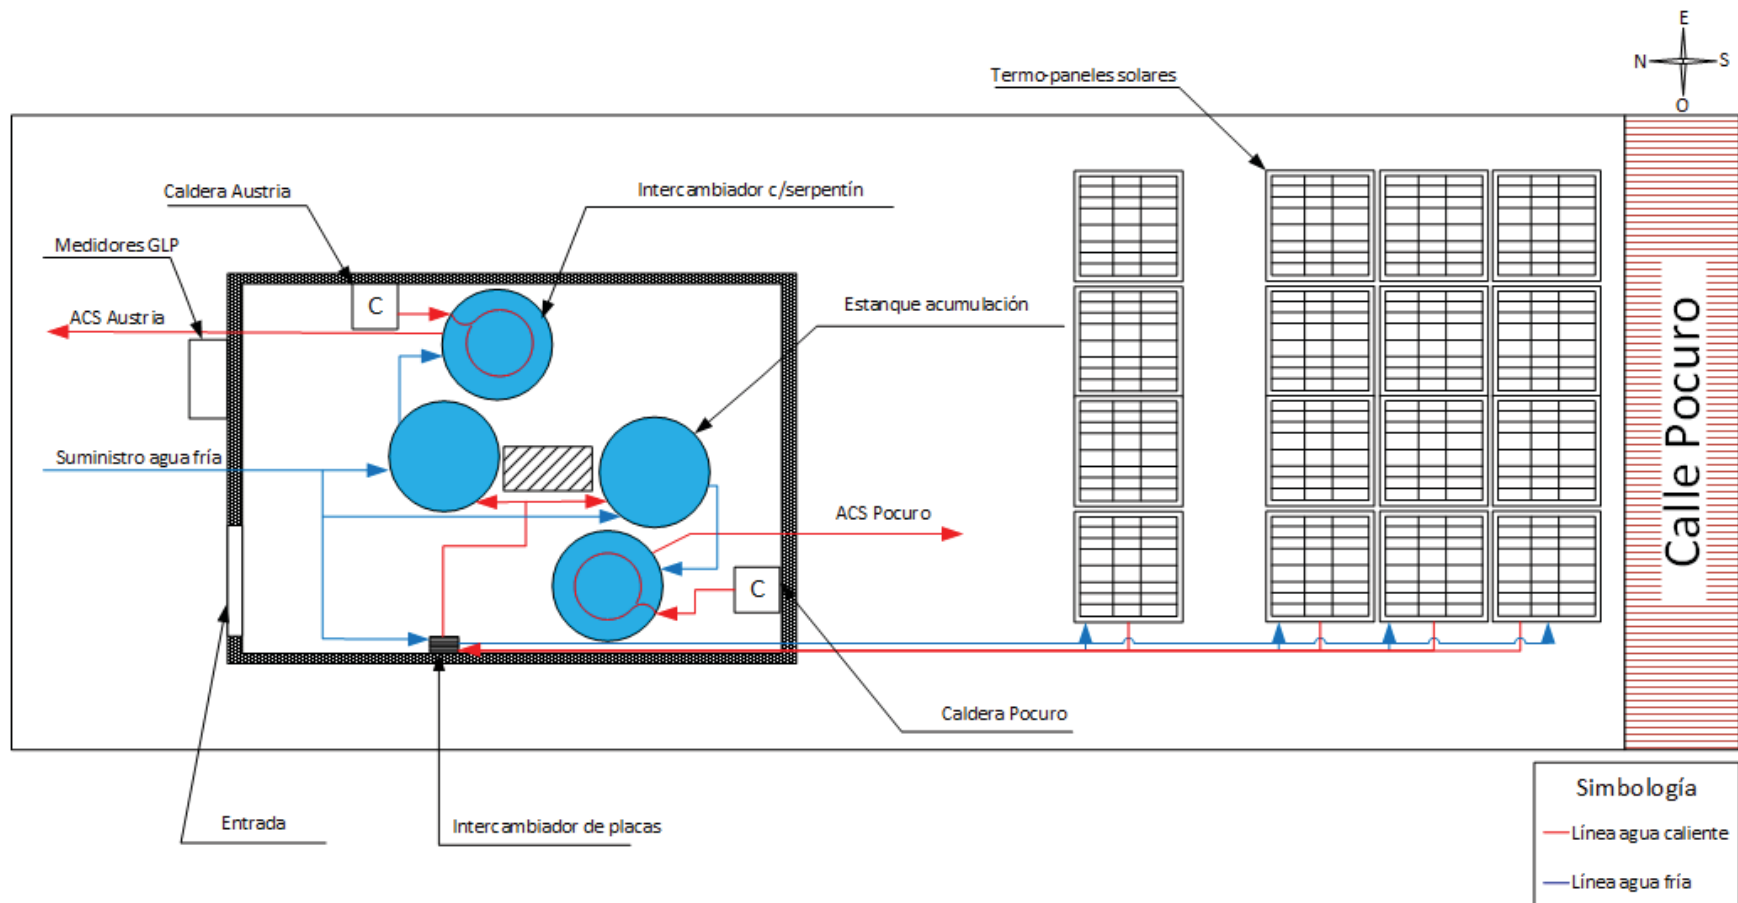 E
N
S
O
Termo-paneles solares
Caldera Austria
Intercambiador c/serpentín
Medidores GLP
C
ACS Austria
Estanque acumulación
Calle Pocuro
Suministro agua fría
ACS Pocuro
C
Caldera Pocuro
Entrada
Intercambiador de placas
Simbología
Línea agua caliente
Línea agua fría